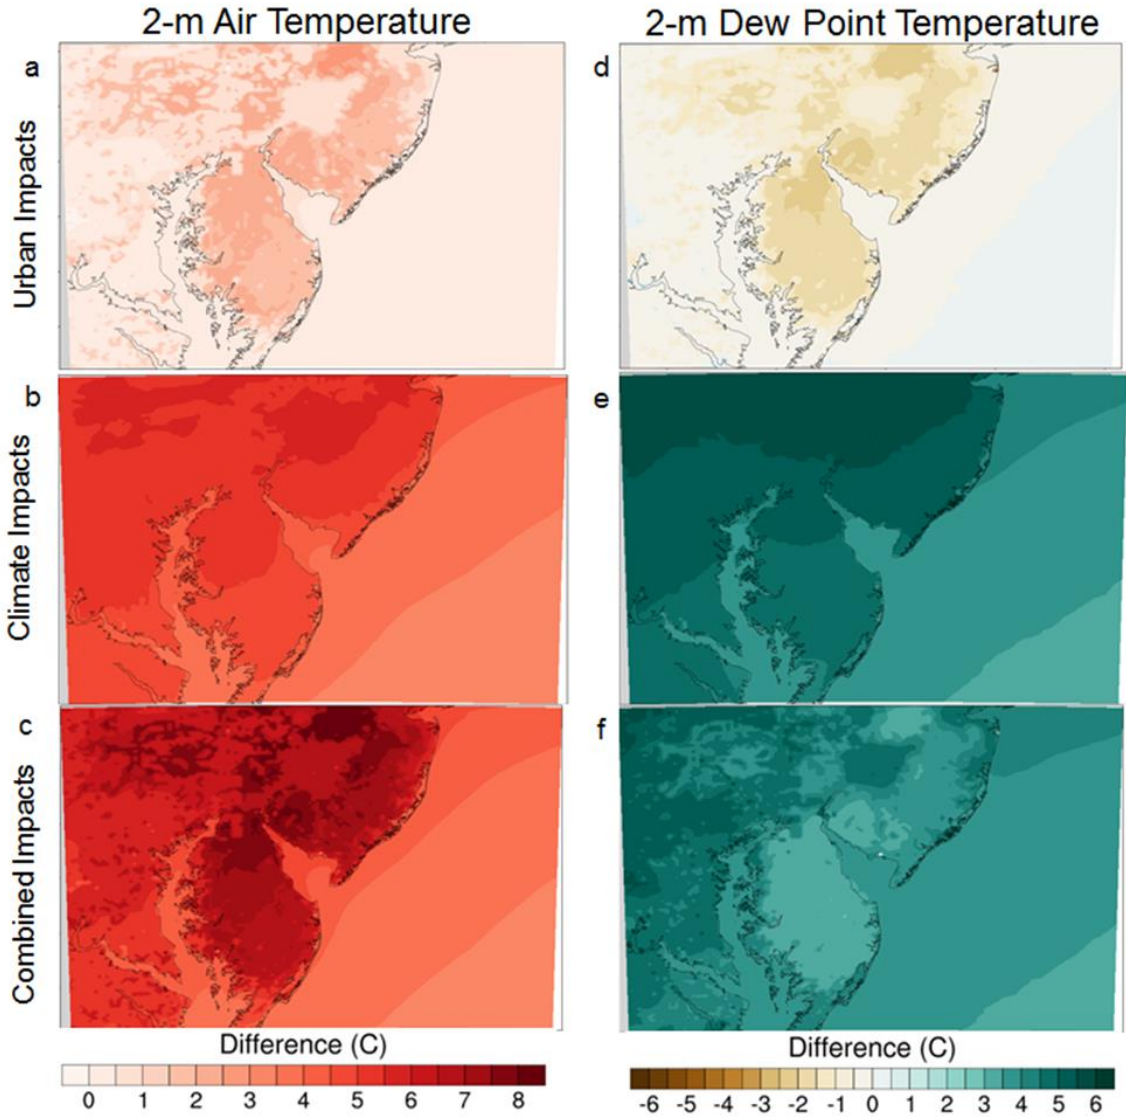 2-m Air Temperature
2-m Dew Point Temperature
a
d
Urban Impacts
b
e
Climate Impacts
c
f
Combined Impacts
Difference (C)
Difference (C)
0 1 2 3 4 5 6 7 8
-6 -5 -4 -3 -2 -1 0 1 2 3 4 5 6